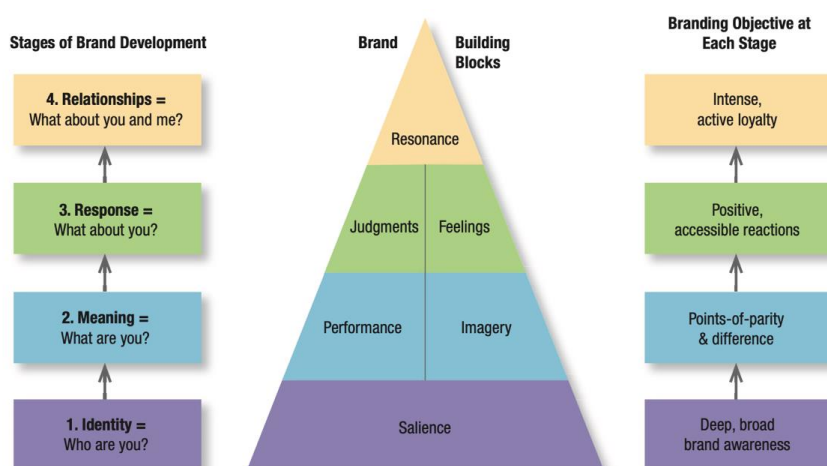 Stages of Brand Development
4. Relationships =
What about you and me?
3. Response =
What about you?
2. Meaning =
What are you?
1. Identity =
Who are you?
Brand
Building
Blocks
Resonance
Judgments
Feelings
Performance
Imagery
Salience
Branding Objective at
Each Stage
Intense,
active loyalty
Positive,
accessible reactions
Points-of-parity
& difference
Deep, broad
brand awareness